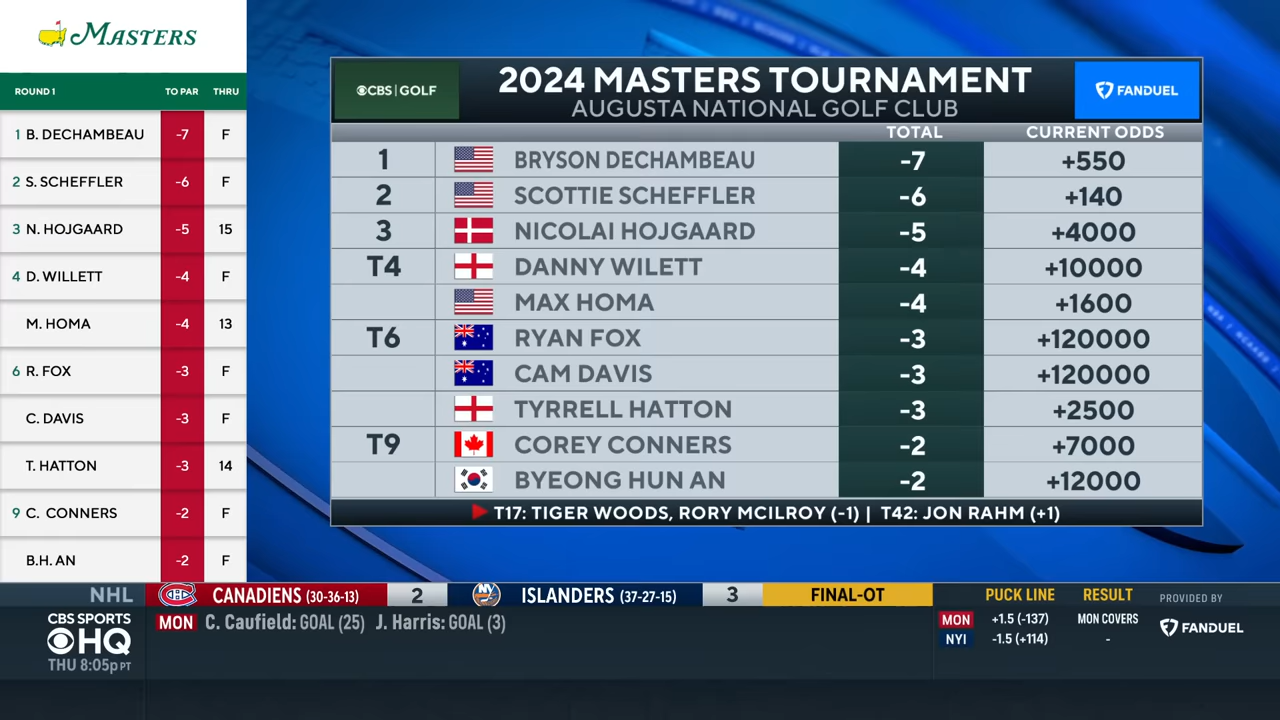 MASTERS
ROUND 1 TO PAR THRU
1 B. DECHAMBEAU -7 F
2 S. SCHEFFLER -6 F
3 N. HOJGAARD -5 15
4 D. WILLETT -4 F
M. HOMA -4 13
6 R. FOX -3 F
C. DAVIS -3 F
T. HATTON -3 14
9 C. CONNERS -2 F
B.H. AN -2 F
CBS | GOLF
2024 MASTERS TOURNAMENT
AUGUSTA NATIONAL GOLF CLUB
FANDUEL
TOTAL CURRENT ODDS
1 BRYSON DECHAMBEAU -7 +550
2 SCOTTIE SCHEFFLER -6 +140
3 NICOLAI HOJGAARD -5 +4000
T4 DANNY WILETT -4 +10000
MAX HOMA -4 +1600
T6 RYAN FOX -3 +120000
CAM DAVIS -3 +120000
TYRRELL HATTON -3 +2500
T9 COREY CONNERS -2 +7000
BYEONG HUN AN -2 +12000
T17: TIGER WOODS, RORY MCILROY (-1) | T42: JON RAHM (+1)
NHL CANADIENS (30-36-13) 2 NY ISLANDERS (37-27-15) 3 FINAL-OT PUCK LINE RESULT PROVIDED BY
CBS SPORTS
HQ
THU 8:05p PT
MON C. Caufield: GOAL (25) J. Harris: GOAL (3)
MON +1.5 (-137) MON COVERS
NYI -1.5 (+114) -
FANDUEL